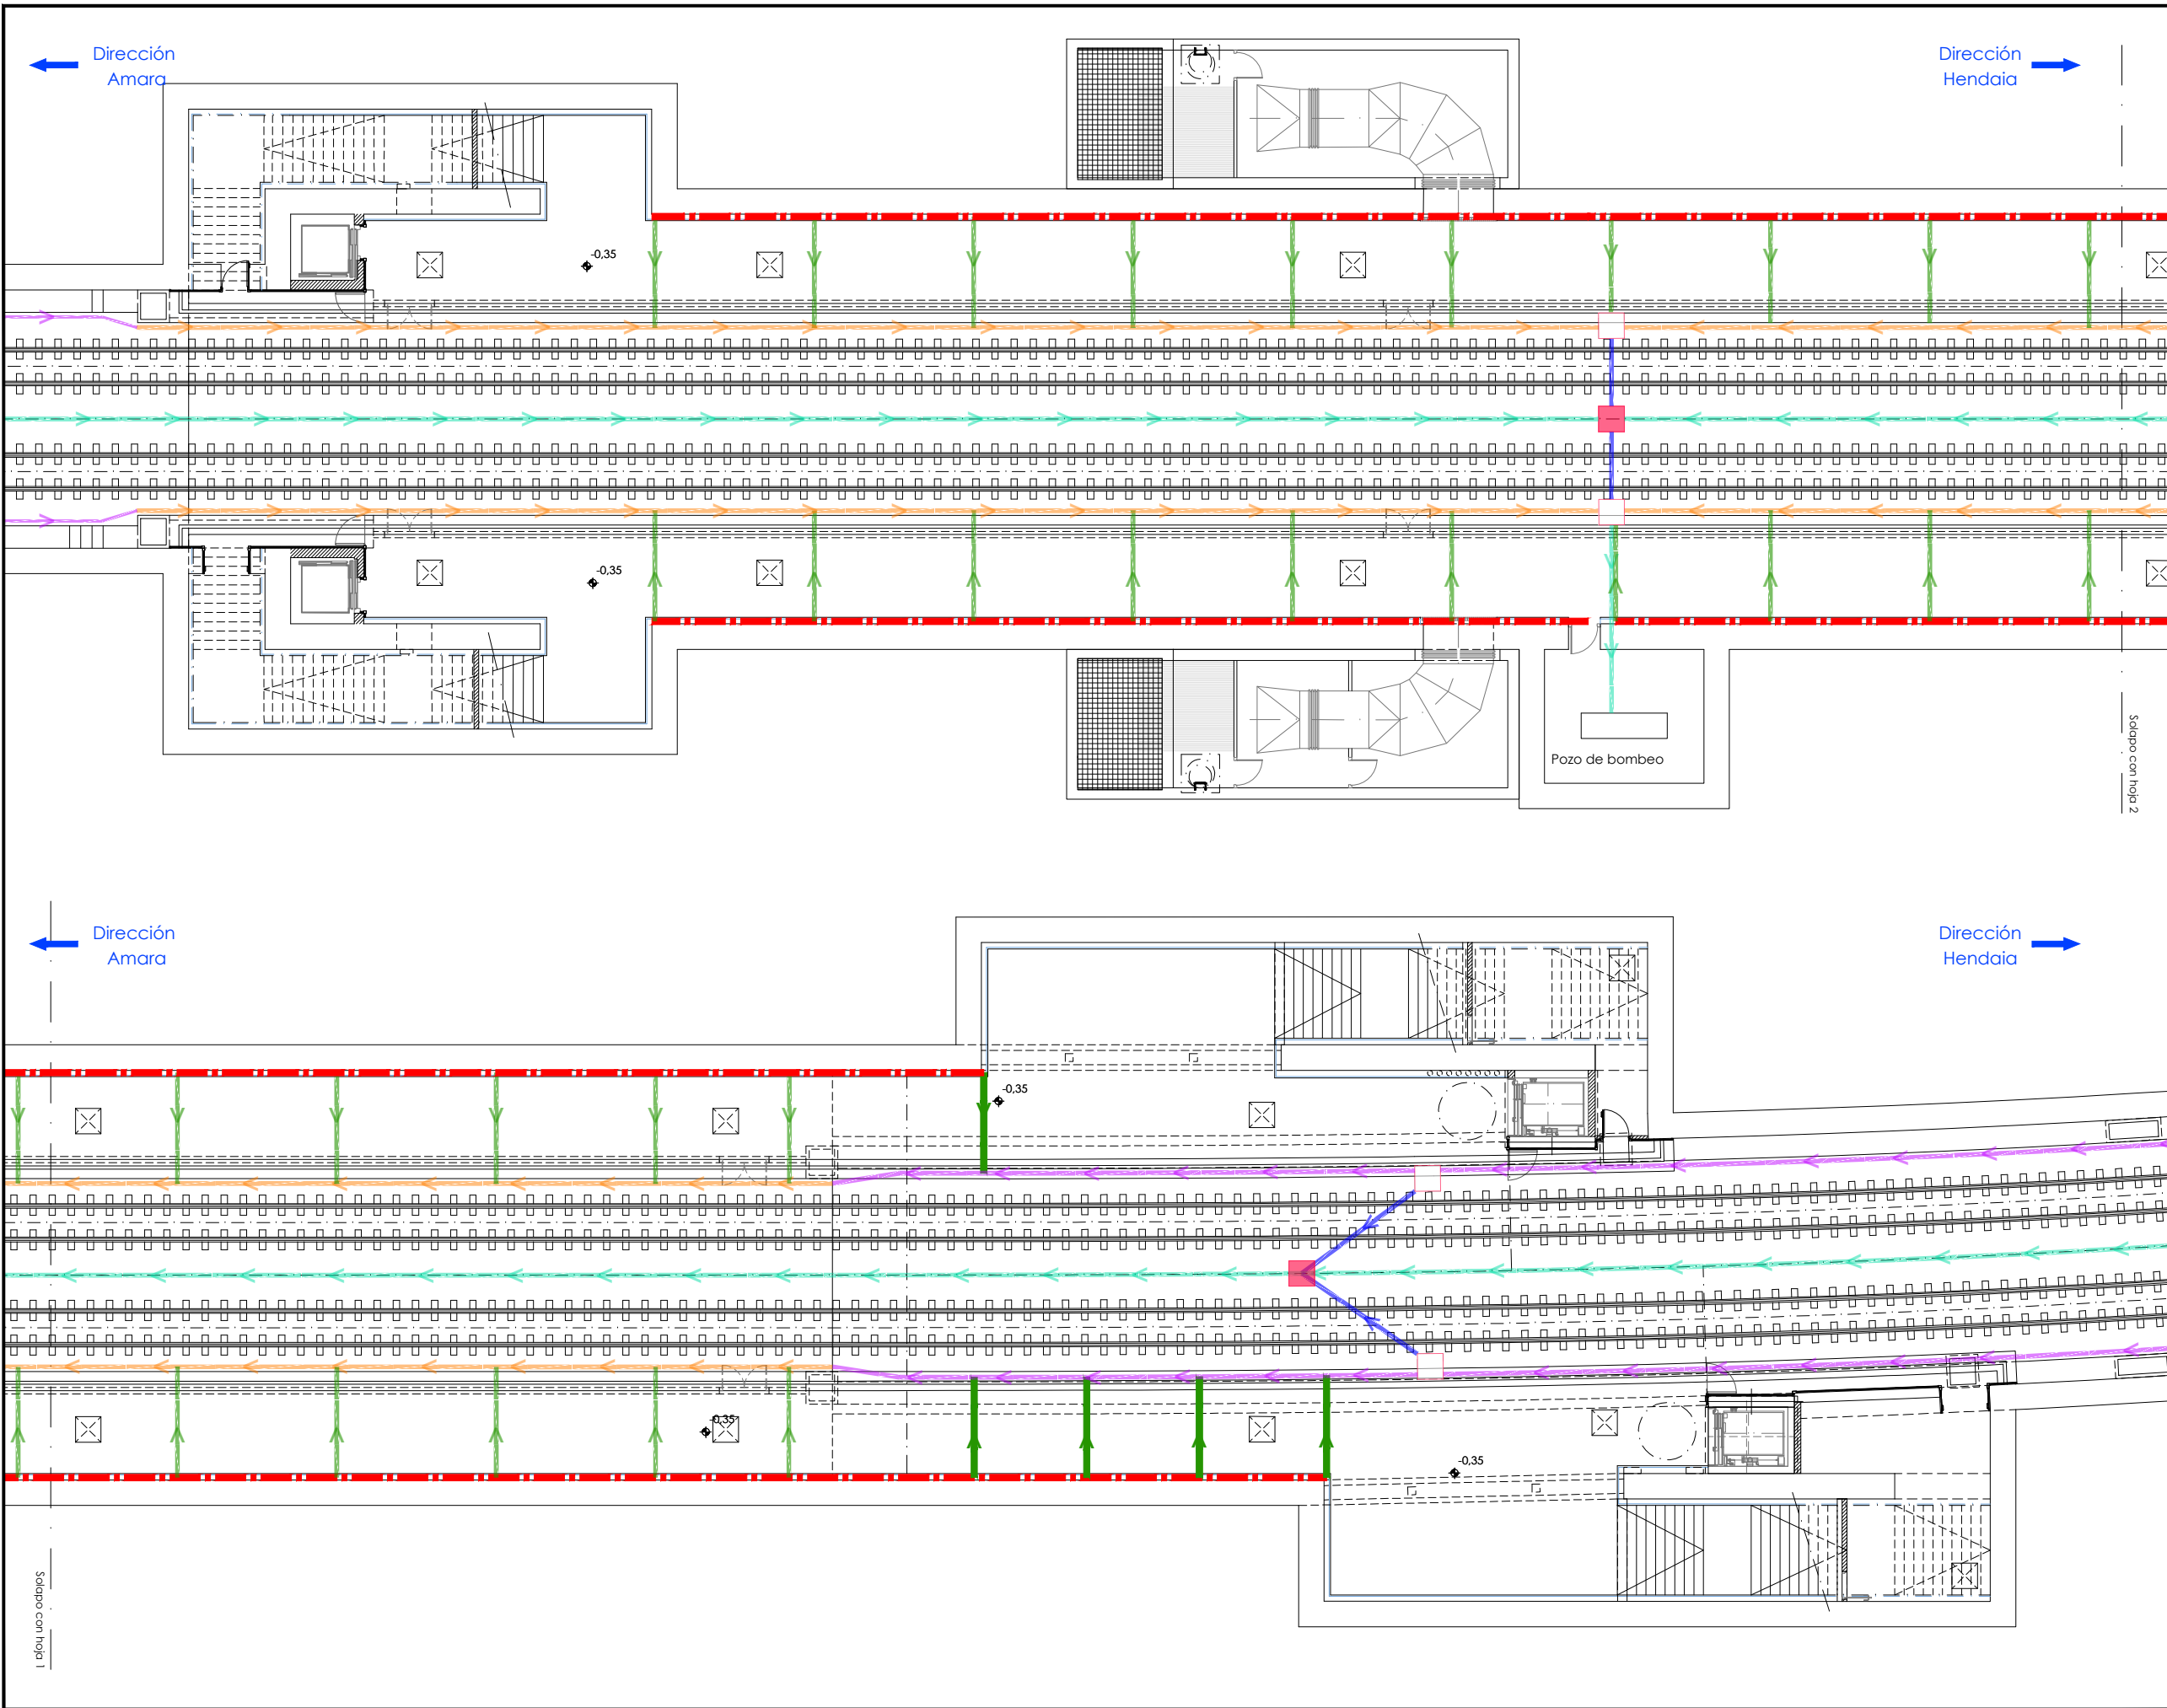 Dirección
Amara
Dirección
Hendaia
-0,35
-0,35
Solapo con hoja 2
Pozo de bombeo
Dirección
Amara
Dirección
Hendaia
-0,35
-0,35
-0,35
Solapo con hoja 1